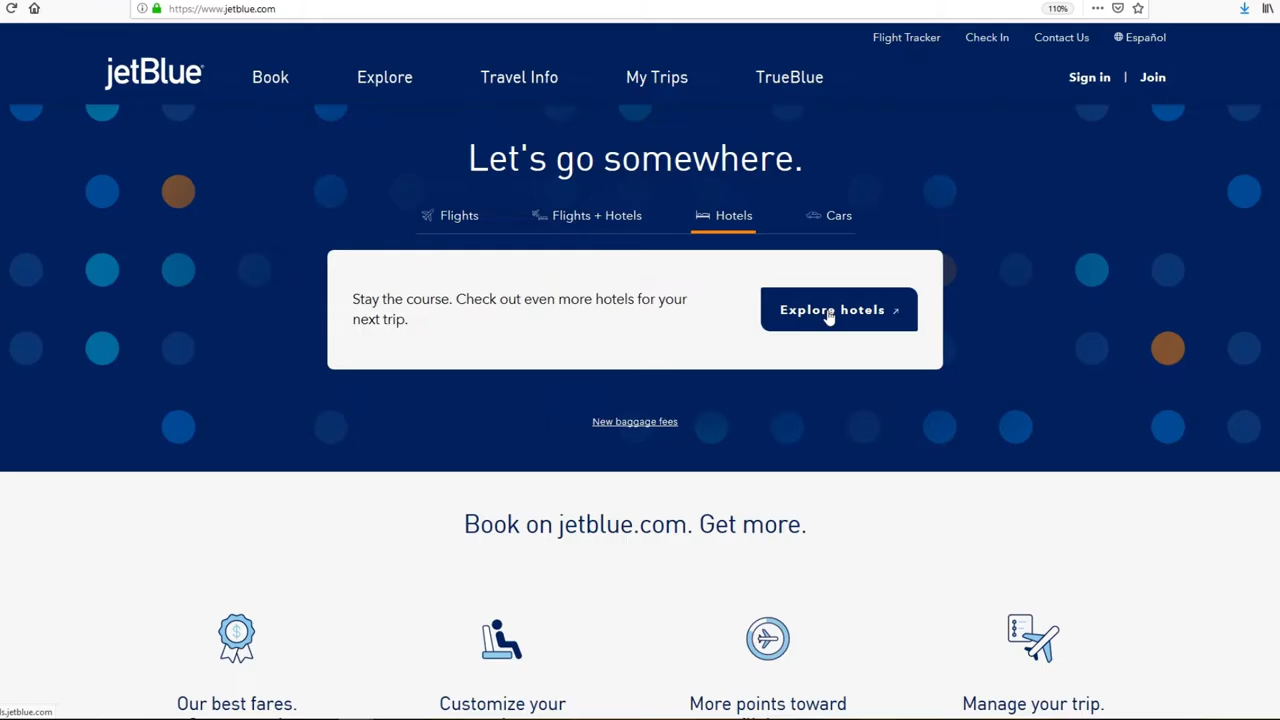 https://www.jetblue.com
110%
Flight Tracker
Check In
Contact Us
Español
jetBlue
Book
Explore
Travel Info
My Trips
TrueBlue
Sign in | Join
Let's go somewhere.
Flights
Flights + Hotels
Hotels
Cars
Stay the course. Check out even more hotels for your
next trip.
Explore hotels
New baggage fees
Book on jetblue.com. Get more.
Our best fares.
Customize your
More points toward
Manage your trip.
ls.jetblue.com